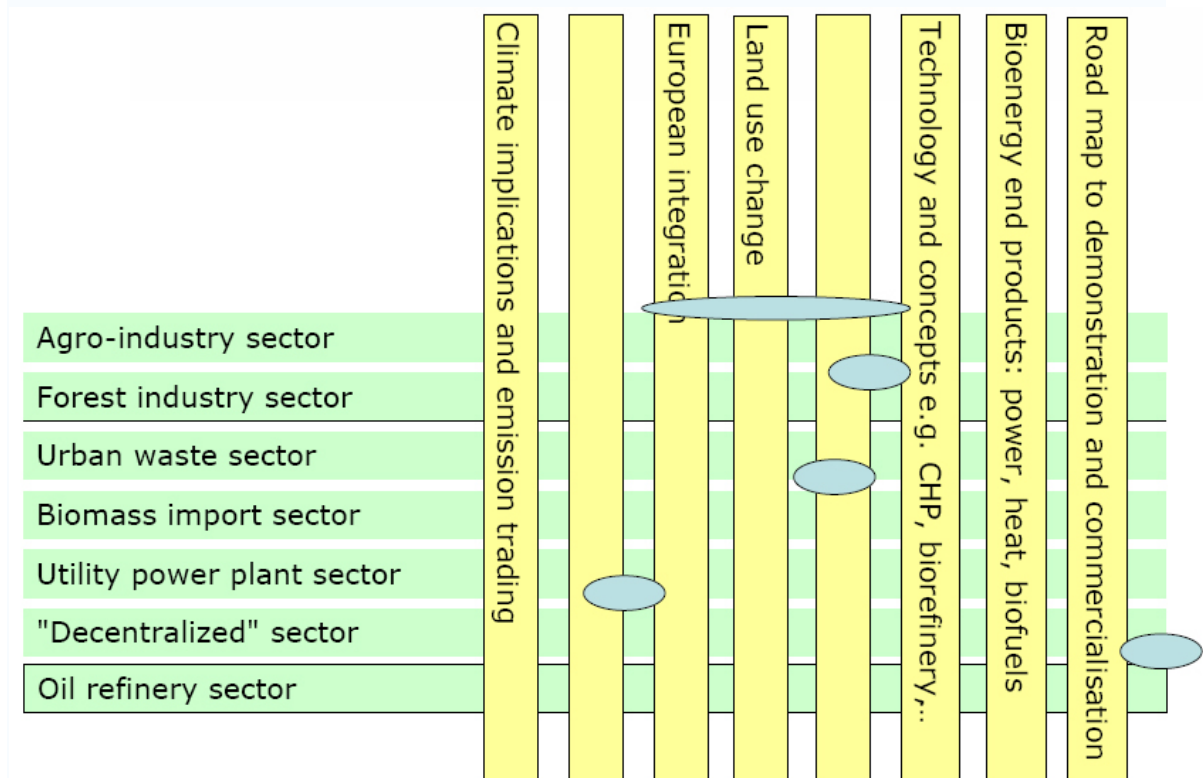 Climate implications and emission trading
European integration
Land use change
Technology and concepts e.g. CHP, biorefinery,..
Bioenergy end products: power, heat, biofuels
Road map to demonstration and commercialisation
Agro-industry sector
Forest industry sector
Urban waste sector
Biomass import sector
Utility power plant sector
"Decentralized" sector
Oil refinery sector